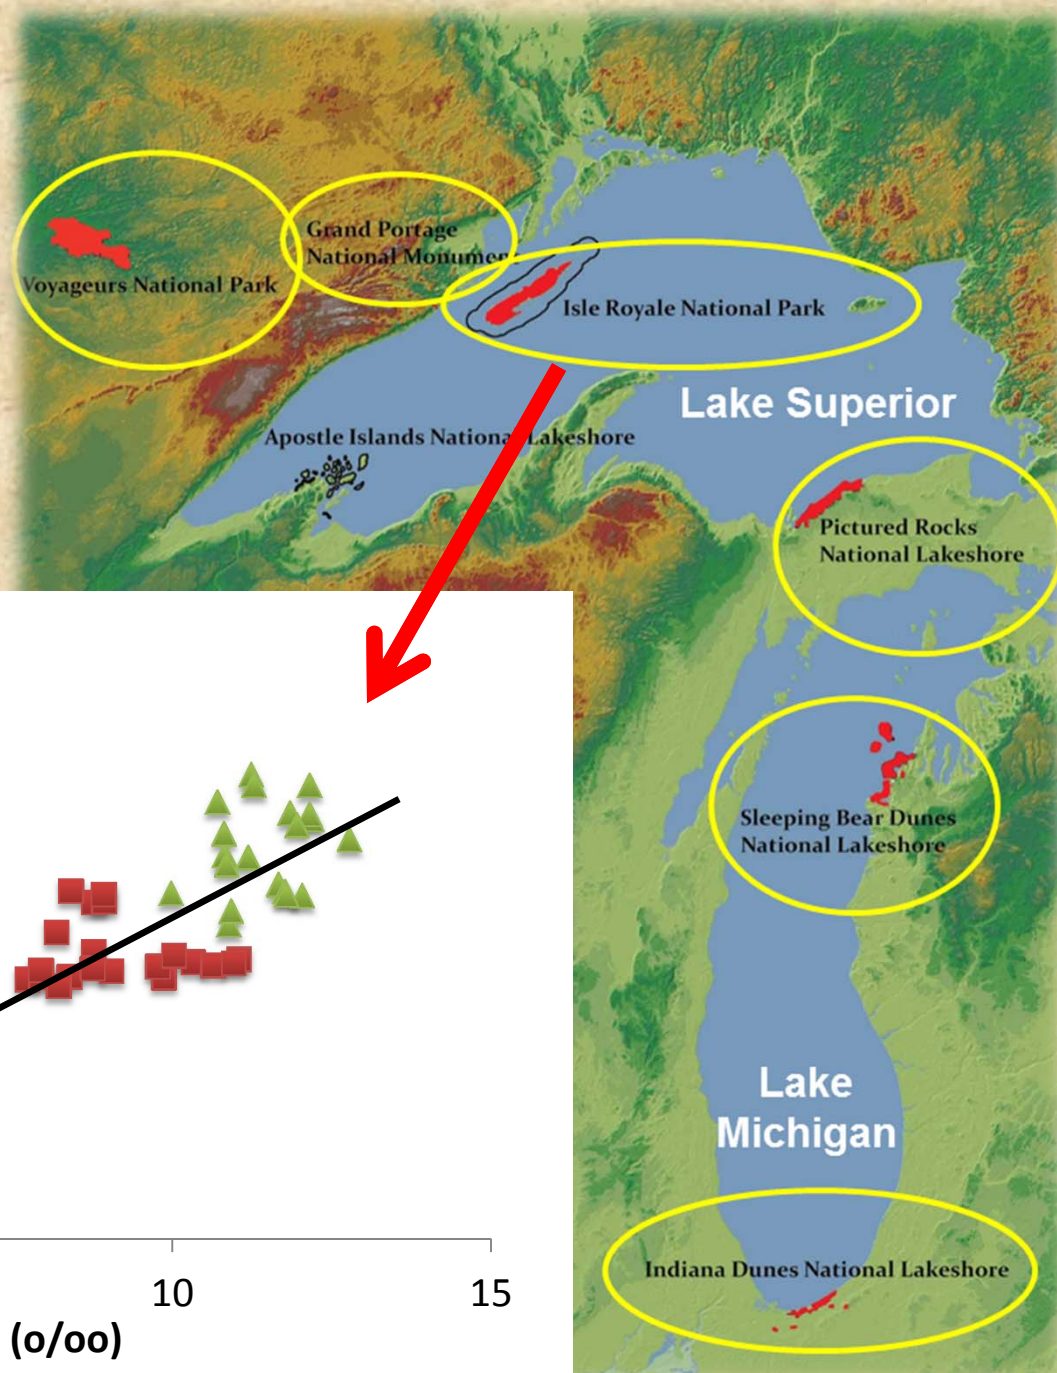 Grand Portage
National Monumen
Voyageurs National Park
Isle Royale National Park
Lake Superior
Apostle Islands National Lakeshore
Pictured Rocks
National Lakeshore
Sleeping Bear Dunes
National Lakeshore
Lake
Michigan
Indiana Dunes National Lakeshore
10
15
(o/oo)